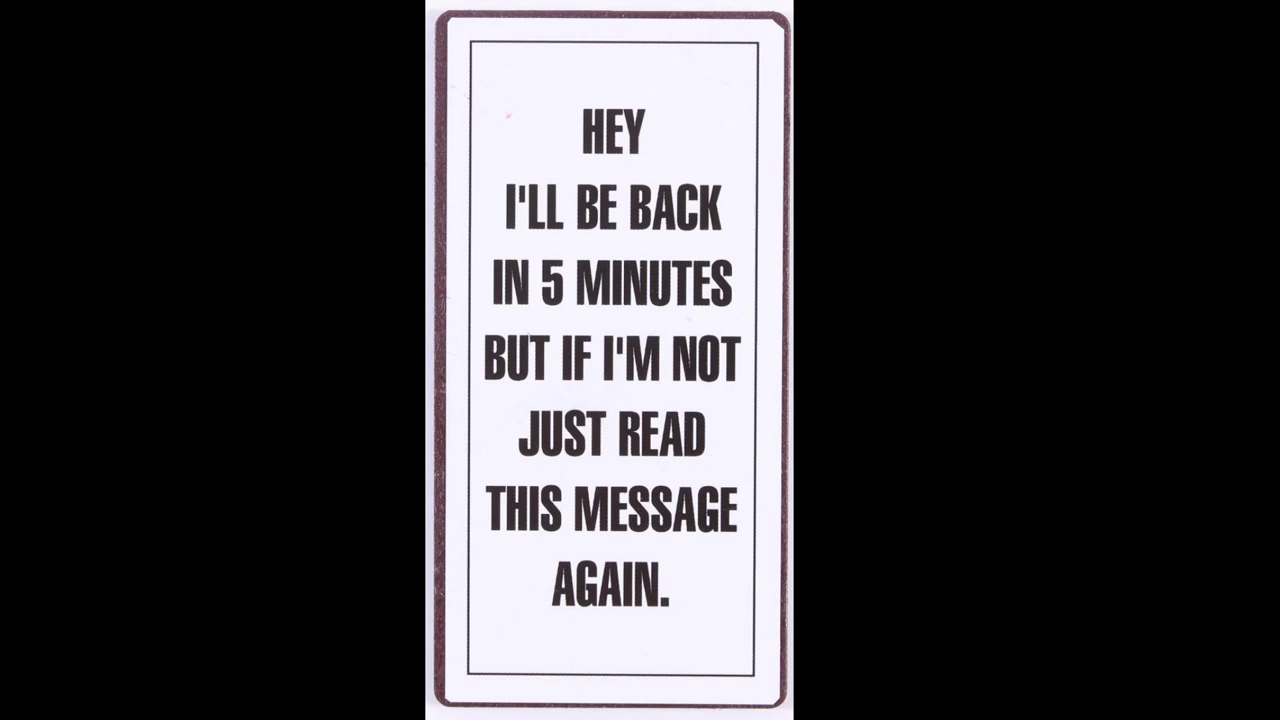 HEY
I'LL BE BACK
IN 5 MINUTES
BUT IF I'M NOT
JUST READ
THIS MESSAGE
AGAIN.